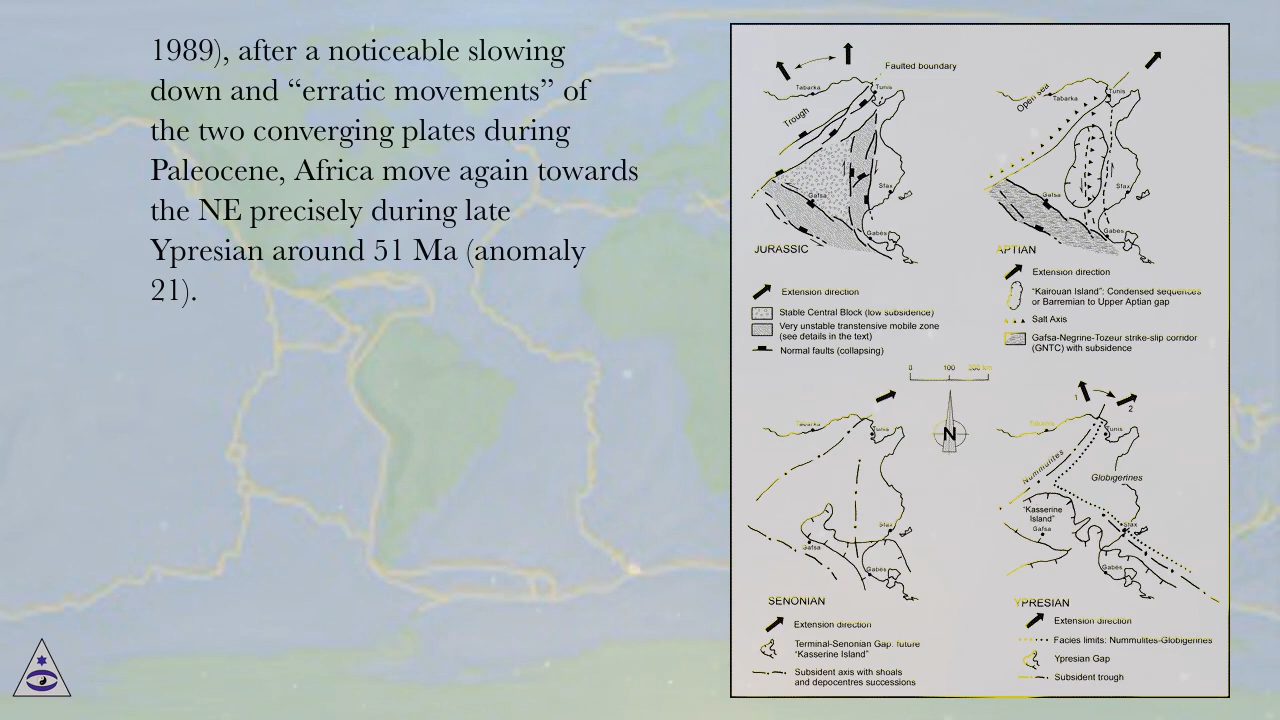 1989), after a noticeable slowing
down and “erratic movements” of
the two converging plates during
Paleocene, Africa move again towards
the NE precisely during late
Ypresian around 51 Ma (anomaly
21).
Faulted boundary
Tabarka
Tunis
Trough
Sfax
Gafsa
Gabès
JURASSIC
Extension direction
Stable Central Block (low subsidence)
Very unstable transtensive mobile zone
(see details in the text)
Normal faults (collapsing)
Open sea
Tabarka
Tunis
Gafsa
Sfax
Gabès
APTIAN
Extension direction
"Kairouan Island": Condensed sequences
or Barremian to Upper Aptian gap
Salt Axis
Gafsa-Negrine-Tozeur strike-slip corridor
(GNTC) with subsidence
0 100 200 km
N
Tabarka
Tunis
Sfax
Gafsa
Gabès
SENONIAN
Extension direction
Terminal-Senonian Gap: future
"Kasserine Island"
Subsident axis with shoals
and depocentres successions
1
2
Tabarka
Tunis
Nummulites
Globigerines
"Kasserine
Island"
Gafsa
Sfax
Gabès
YPRESIAN
Extension direction
Facies limits: Nummulites-Globigerines
Ypresian Gap
Subsident trough